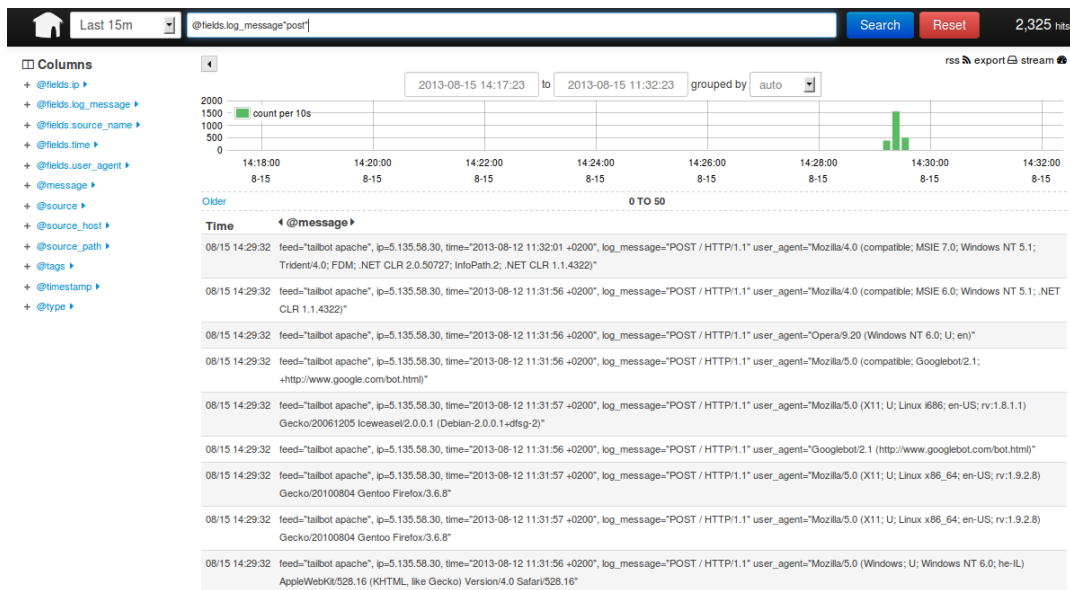 Last 15m
@fields.log_message"post"
Search
Reset
2,325 hits
Columns
@fields.ip
@fields.log_message
@fields.source_name
@fields.time
@fields.user_agent
@message
@source
@source_host
@source_path
@tags
@timestamp
@type
rss export stream
2013-08-15 14:17:23 to 2013-08-15 11:32:23 grouped by auto
2000
1500
1000
500
0
count per 10s
14:18:00 14:20:00 14:22:00 14:24:00 14:26:00 14:28:00 14:30:00 14:32:00
8-15 8-15 8-15 8-15 8-15 8-15 8-15 8-15
Older 0 TO 50
Time @message
08/15 14:29:32 feed="tailbot apache", ip=5.135.58.30, time="2013-08-12 11:32:01 +0200", log_message="POST / HTTP/1.1" user_agent="Mozilla/4.0 (compatible; MSIE 7.0; Windows NT 5.1;
Trident/4.0; FDM; .NET CLR 2.0.50727; InfoPath.2; .NET CLR 1.1.4322)"
08/15 14:29:32 feed="tailbot apache", ip=5.135.58.30, time="2013-08-12 11:31:56 +0200", log_message="POST / HTTP/1.1" user_agent="Mozilla/4.0 (compatible; MSIE 6.0; Windows NT 5.1; .NET
CLR 1.1.4322)"
08/15 14:29:32 feed="tailbot apache", ip=5.135.58.30, time="2013-08-12 11:31:56 +0200", log_message="POST / HTTP/1.1" user_agent="Opera/9.20 (Windows NT 6.0; U; en)"
08/15 14:29:32 feed="tailbot apache", ip=5.135.58.30, time="2013-08-12 11:31:56 +0200", log_message="POST / HTTP/1.1" user_agent="Mozilla/5.0 (compatible; Googlebot/2.1;
+http://www.google.com/bot.html)"
08/15 14:29:32 feed="tailbot apache", ip=5.135.58.30, time="2013-08-12 11:31:57 +0200", log_message="POST / HTTP/1.1" user_agent="Mozilla/5.0 (X11; U; Linux i686; en-US; rv:1.8.1.1)
Gecko/20061205 Iceweasel/2.0.0.1 (Debian-2.0.0.1+dfsg-2)"
08/15 14:29:32 feed="tailbot apache", ip=5.135.58.30, time="2013-08-12 11:31:56 +0200", log_message="POST / HTTP/1.1" user_agent="Googlebot/2.1 (http://www.googlebot.com/bot.html)"
08/15 14:29:32 feed="tailbot apache", ip=5.135.58.30, time="2013-08-12 11:31:57 +0200", log_message="POST / HTTP/1.1" user_agent="Mozilla/5.0 (X11; U; Linux x86_64; en-US; rv:1.9.2.8)
Gecko/20100804 Gentoo Firefox/3.6.8"
08/15 14:29:32 feed="tailbot apache", ip=5.135.58.30, time="2013-08-12 11:31:57 +0200", log_message="POST / HTTP/1.1" user_agent="Mozilla/5.0 (X11; U; Linux x86_64; en-US; rv:1.9.2.8)
Gecko/20100804 Gentoo Firefox/3.6.8"
08/15 14:29:32 feed="tailbot apache", ip=5.135.58.30, time="2013-08-12 11:31:57 +0200", log_message="POST / HTTP/1.1" user_agent="Mozilla/5.0 (Windows; U; Windows NT 6.0; he-IL)
AppleWebKit/528.16 (KHTML, like Gecko) Version/4.0 Safari/528.16"